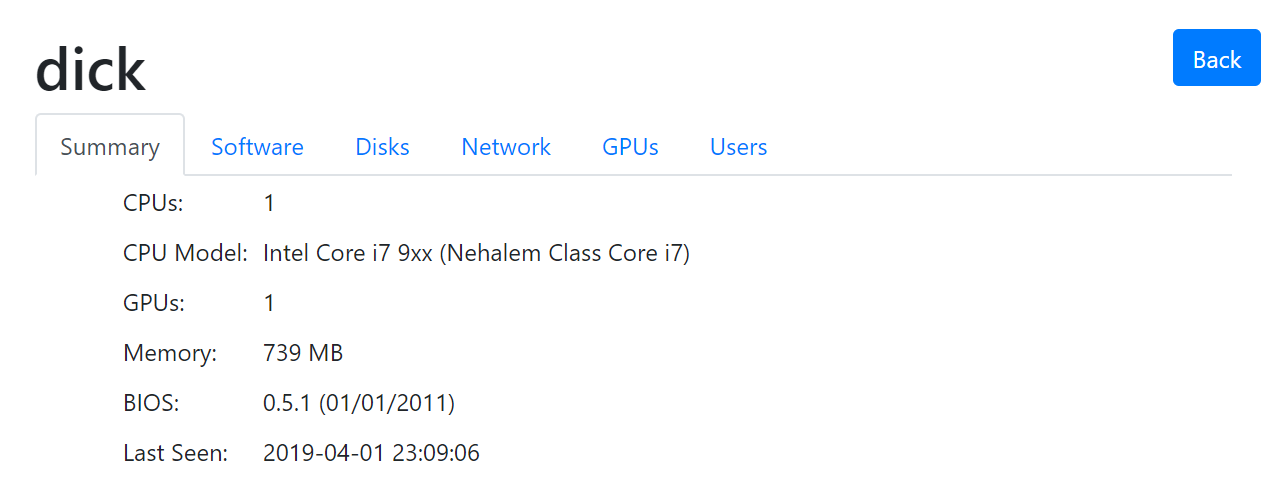 dick
Back
Summary Software Disks Network GPUs Users
CPUs: 1
CPU Model: Intel Core i7 9xx (Nehalem Class Core i7)
GPUs: 1
Memory: 739 MB
BIOS: 0.5.1 (01/01/2011)
Last Seen: 2019-04-01 23:09:06